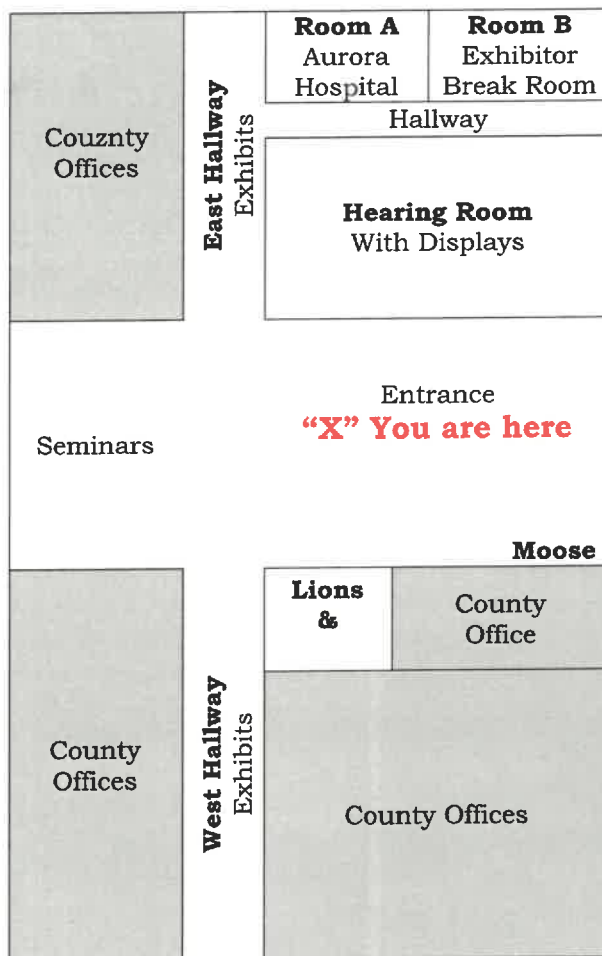 Room A
Aurora
Hospital
Room B
Exhibitor
Break Room
Hallway
Couznty
Offices
East Hallway
Exhibits
Hearing Room
With Displays
Entrance
“X” You are here
Seminars
Moose
Lions
&
County
Office
County
Offices
West Hallway
Exhibits
County Offices